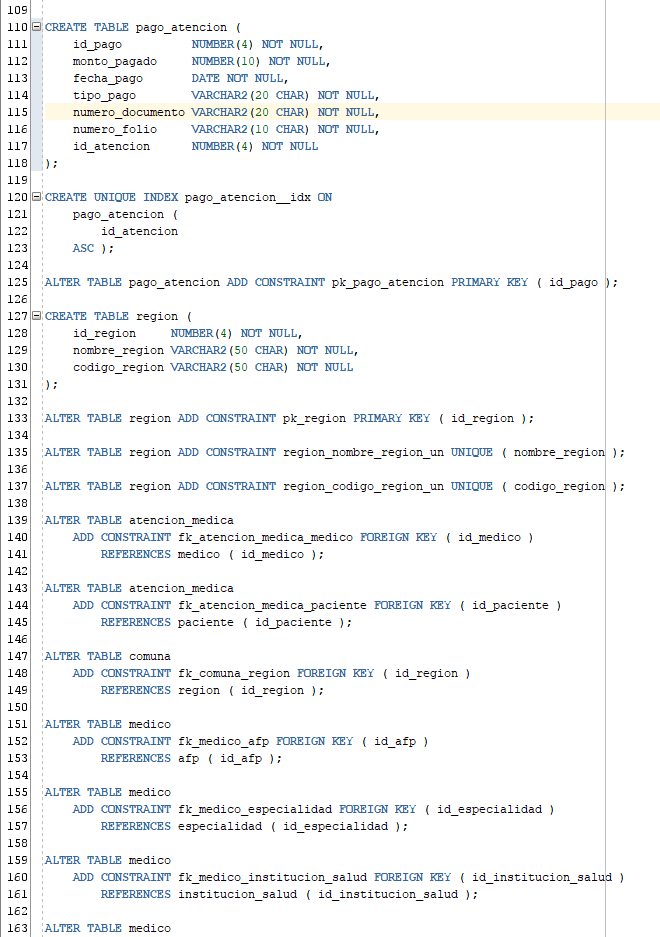 109
110 CREATE TABLE pago_atencion (
111     id_pago          NUMBER(4) NOT NULL,
112     monto_pagado     NUMBER(10) NOT NULL,
113     fecha_pago       DATE NOT NULL,
114     tipo_pago        VARCHAR2(20 CHAR) NOT NULL,
115     numero_documento VARCHAR2(20 CHAR) NOT NULL,
116     numero_folio     VARCHAR2(10 CHAR) NOT NULL,
117     id_atencion      NUMBER(4) NOT NULL
118 );
119
120 CREATE UNIQUE INDEX pago_atencion__idx ON
121     pago_atencion (
122         id_atencion
123     ASC );
124
125 ALTER TABLE pago_atencion ADD CONSTRAINT pk_pago_atencion PRIMARY KEY ( id_pago );
126
127 CREATE TABLE region (
128     id_region     NUMBER(4) NOT NULL,
129     nombre_region VARCHAR2(50 CHAR) NOT NULL,
130     codigo_region VARCHAR2(50 CHAR) NOT NULL
131 );
132
133 ALTER TABLE region ADD CONSTRAINT pk_region PRIMARY KEY ( id_region );
134
135 ALTER TABLE region ADD CONSTRAINT region_nombre_region_un UNIQUE ( nombre_region );
136
137 ALTER TABLE region ADD CONSTRAINT region_codigo_region_un UNIQUE ( codigo_region );
138
139 ALTER TABLE atencion_medica
140     ADD CONSTRAINT fk_atencion_medica_medico FOREIGN KEY ( id_medico )
141         REFERENCES medico ( id_medico );
142
143 ALTER TABLE atencion_medica
144     ADD CONSTRAINT fk_atencion_medica_paciente FOREIGN KEY ( id_paciente )
145         REFERENCES paciente ( id_paciente );
146
147 ALTER TABLE comuna
148     ADD CONSTRAINT fk_comuna_region FOREIGN KEY ( id_region )
149         REFERENCES region ( id_region );
150
151 ALTER TABLE medico
152     ADD CONSTRAINT fk_medico_afp FOREIGN KEY ( id_afp )
153         REFERENCES afp ( id_afp );
154
155 ALTER TABLE medico
156     ADD CONSTRAINT fk_medico_especialidad FOREIGN KEY ( id_especialidad )
157         REFERENCES especialidad ( id_especialidad );
158
159 ALTER TABLE medico
160     ADD CONSTRAINT fk_medico_institucion_salud FOREIGN KEY ( id_institucion_salud )
161         REFERENCES institucion_salud ( id_institucion_salud );
162
163 ALTER TABLE medico